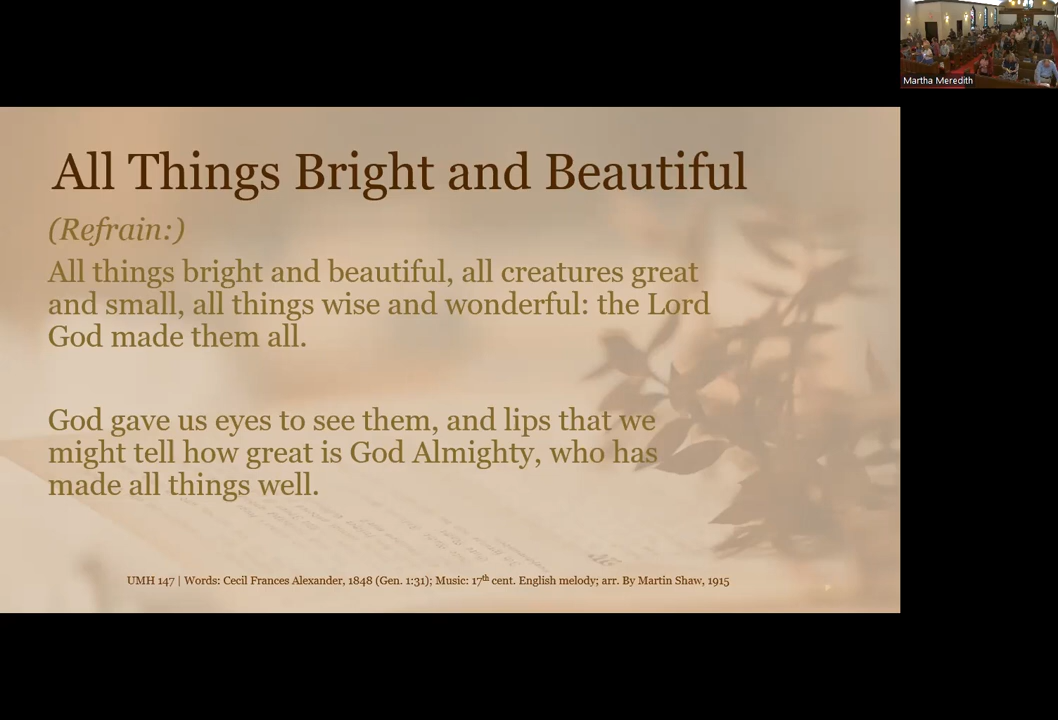 Martha Meredith
All Things Bright and Beautiful
(Refrain:)
All things bright and beautiful, all creatures great
and small, all things wise and wonderful: the Lord
God made them all.
God gave us eyes to see them, and lips that we
might tell how great is God Almighty, who has
made all things well.
UMH 147 | Words: Cecil Frances Alexander, 1848 (Gen. 1:31); Music: 17th cent. English melody; arr. By Martin Shaw, 1915